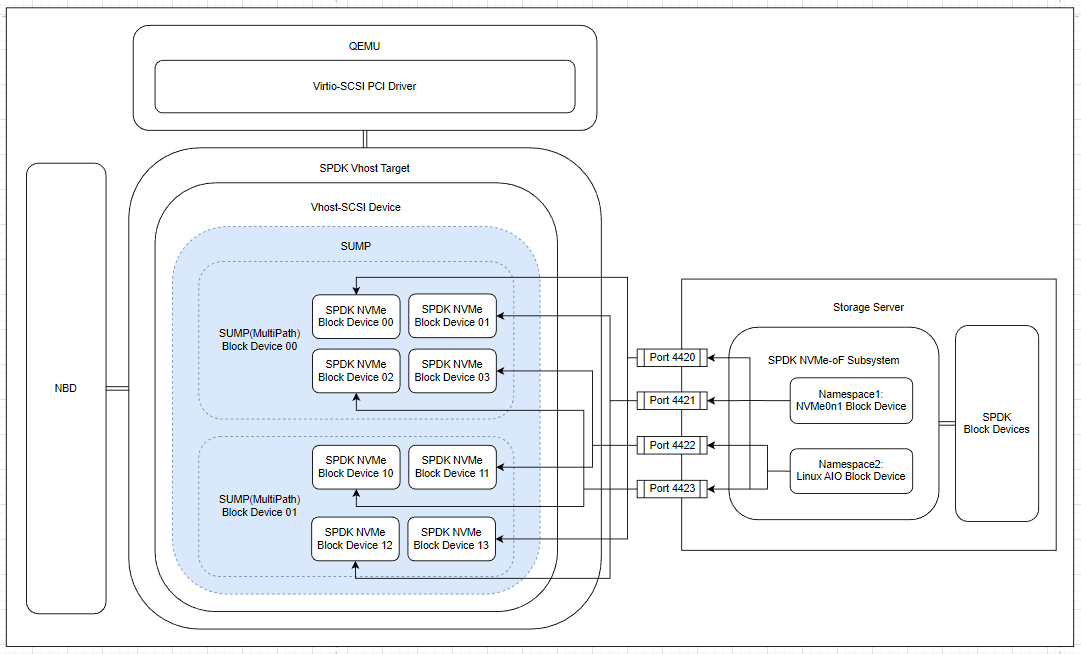 QEMU
Virtio-SCSI PCI Driver
SPDK Vhost Target
Vhost-SCSI Device
SUMP
SUMP(MultiPath)
Block Device 00
SPDK NVMe
Block Device 00
SPDK NVMe
Block Device 01
SPDK NVMe
Block Device 02
SPDK NVMe
Block Device 03
SUMP(MultiPath)
Block Device 01
SPDK NVMe
Block Device 10
SPDK NVMe
Block Device 11
SPDK NVMe
Block Device 12
SPDK NVMe
Block Device 13
NBD
Port 4420
Port 4421
Port 4422
Port 4423
Storage Server
SPDK NVMe-oF Subsystem
Namespace1:
NVMe0n1 Block Device
Namespace2:
Linux AIO Block Device
SPDK
Block Devices